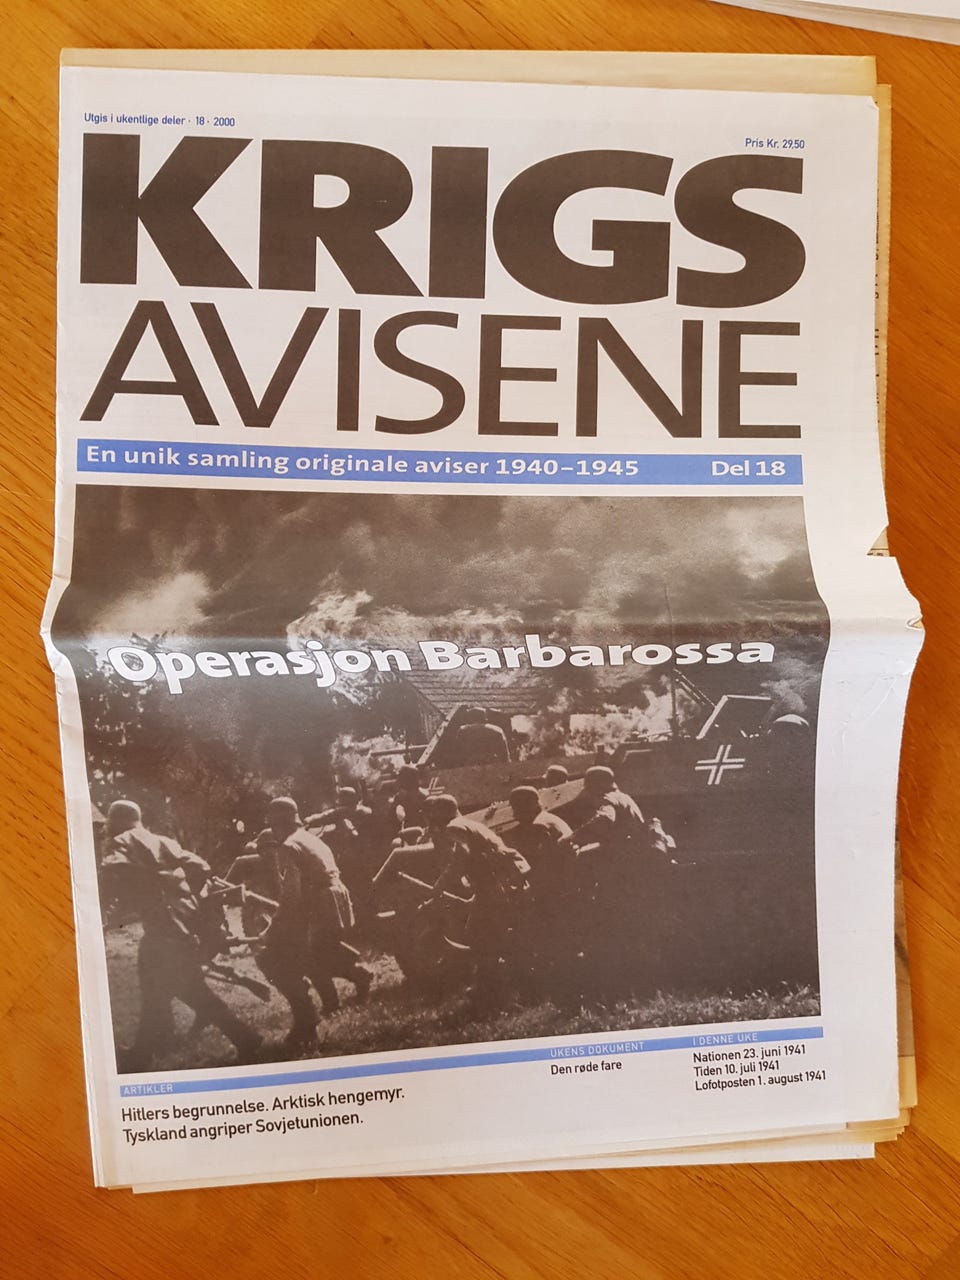 Utgis i ukentlige deler · 18 · 2000
Pris Kr. 29,50
KRIGS
AVISENE
En unik samling originale aviser 1940–1945 Del 18
Operasjon Barbarossa
ARTIKLER
Hitlers begrunnelse. Arktisk hengemyr.
Tyskland angriper Sovjetunionen.
UKENS DOKUMENT
Den røde fare
I DENNE UKE
Nationen 23. juni 1941
Tiden 10. juli 1941
Lofotposten 1. august 1941